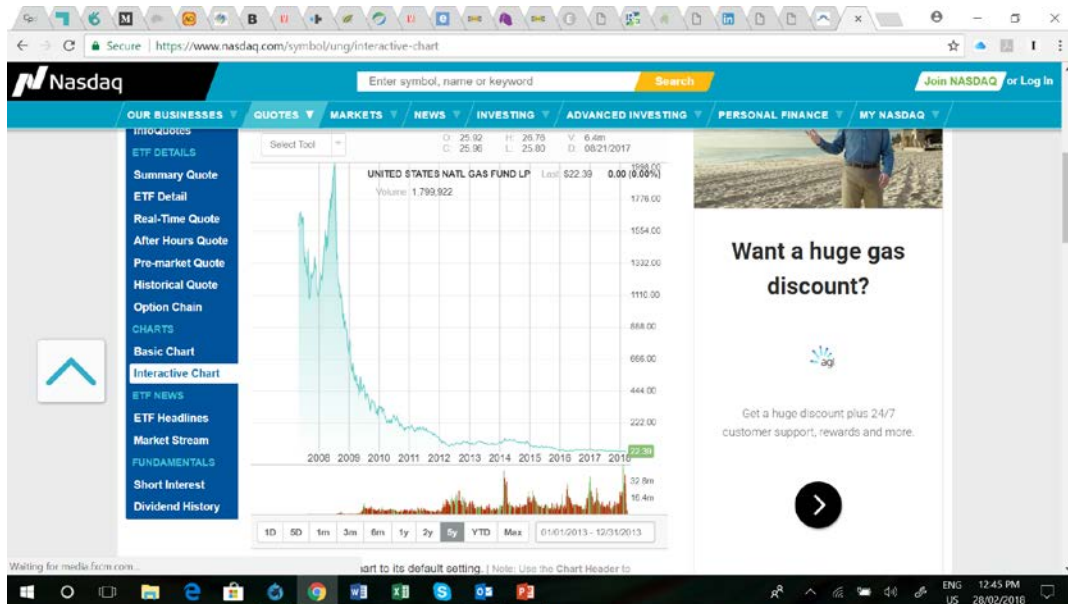 Secure | https://www.nasdaq.com/symbol/ung/interactive-chart
Nasdaq
Enter symbol, name or keyword
Search
Join NASDAQ or Log In
OUR BUSINESSES QUOTES MARKETS NEWS INVESTING ADVANCED INVESTING PERSONAL FINANCE MY NASDAQ
InfoQuotes
ETF DETAILS
Summary Quote
ETF Detail
Real-Time Quote
After Hours Quote
Pre-market Quote
Historical Quote
Option Chain
CHARTS
Basic Chart
Interactive Chart
ETF NEWS
ETF Headlines
Market Stream
FUNDAMENTALS
Short Interest
Dividend History
Select Tool
O: 25.92 H: 26.76 V: 6.4m
C: 25.96 L: 25.80 D: 08/21/2017
UNITED STATES NATL GAS FUND LP Last $22.39 0.00 (0.00%)
Volume 1,799,922
1998.00
1776.00
1554.00
1332.00
1110.00
888.00
666.00
444.00
222.00
22.39
2008 2009 2010 2011 2012 2013 2014 2015 2016 2017 2018
32.8m
16.4m
1D 5D 1m 3m 6m 1y 2y 5y YTD Max 01/01/2013 - 12/31/2013
art to its default setting. | Note: Use the Chart Header to
Want a huge gas
discount?
agl
Get a huge discount plus 24/7
customer support, rewards and more.
Waiting for media.fxcm.com...
ENG 12:45 PM
US 28/02/2018